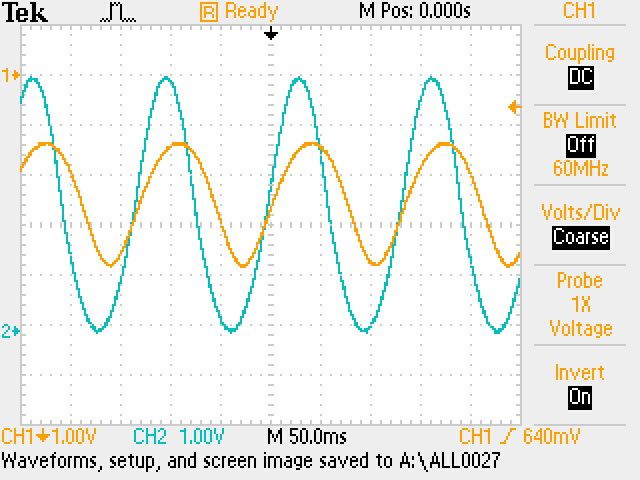 Tek R Ready M Pos: 0.000s CH1
Coupling
DC
1
BW Limit
Off
60MHz
Volts/Div
Coarse
Probe
1X
Voltage
2
Invert
On
CH1 1.00V CH2 1.00V M 50.0ms CH1 640mV
Waveforms, setup, and screen image saved to A:\ALL0027